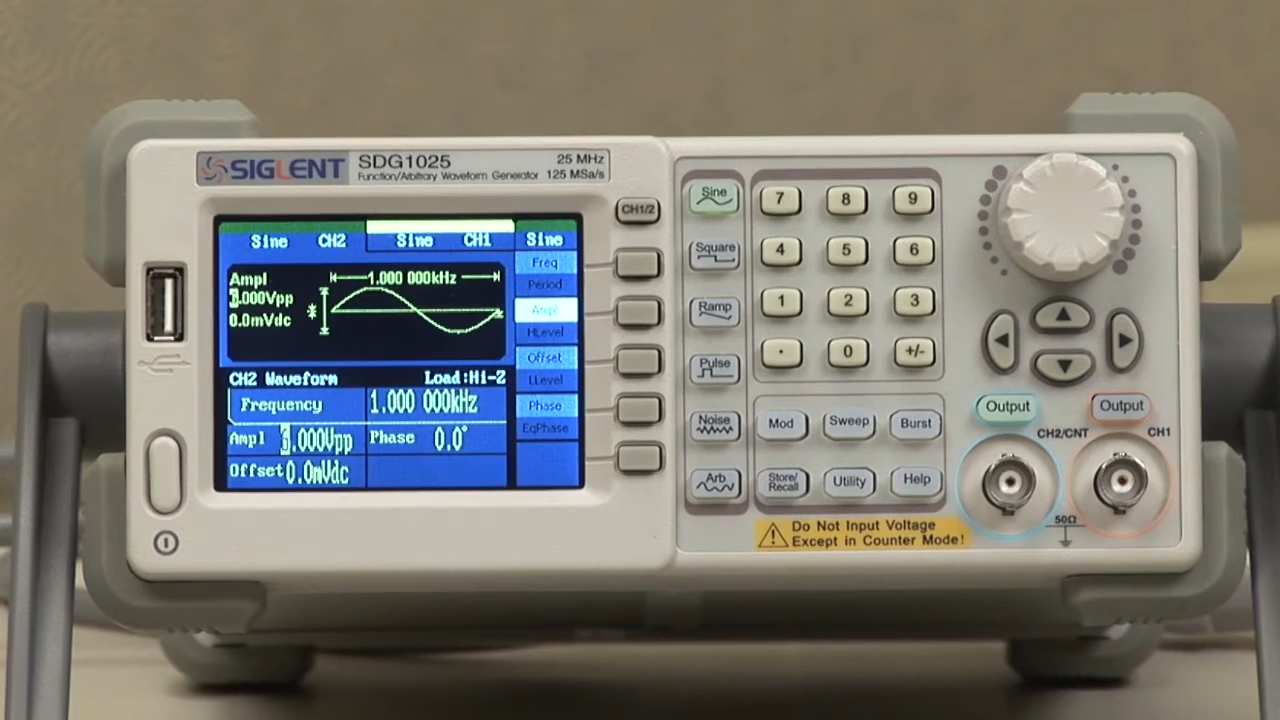 SIGLENT SDG1025 25 MHz
Function/Arbitrary Waveform Generator 125 MSa/s
CH1/2
Sine CH2 Sine CH1 Sine
Ampl
.000Vpp
0.0mVdc
1.000 000kHz
CH2 Waveform Load:Hi-Z
Frequency 1.000 000kHz
Ampl .000Vpp Phase 0.0°
Offset 0.0mVdc
Freq
Period
Ampl
HLevel
Offset
LLevel
Phase
EqPhase
Sine
Square
Ramp
Pulse
Noise
Arb
7 8 9
4 5 6
1 2 3
. 0 +/-
Mod Sweep Burst
Store/Recall Utility Help
Do Not Input Voltage
Except in Counter Mode!
Output Output
CH2/CNT CH1
50Ω